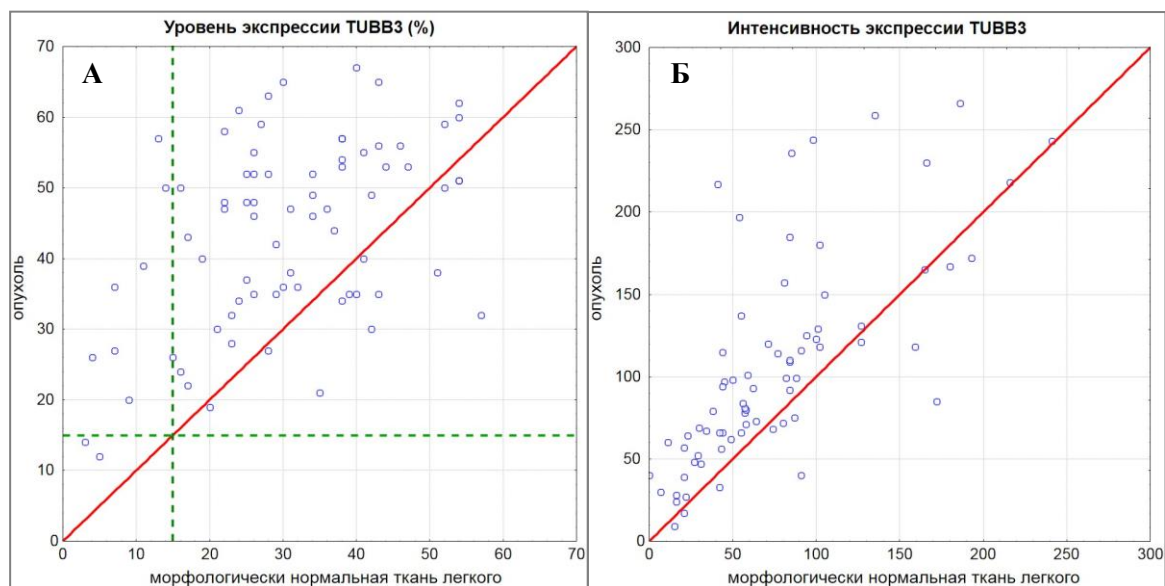 Уровень экспрессии TUBB3 (%)
А
70
60
50
40
30
20
10
0
опухоль
0 10 20 30 40 50 60 70
морфологически нормальная ткань легкого
Интенсивность экспрессии TUBB3
Б
300
250
200
150
100
50
0
опухоль
0 50 100 150 200 250 300
морфологически нормальная ткань легкого